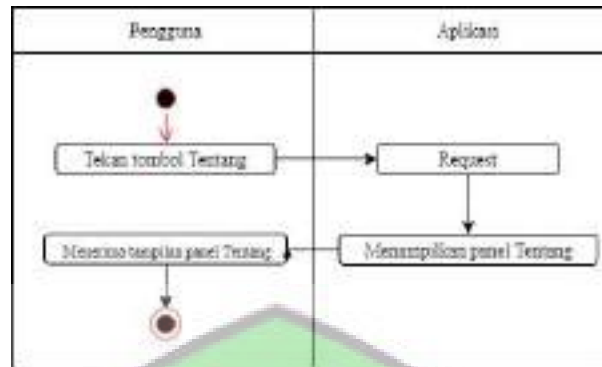 Pengguna
Aplikasi
Tekan tombol Tentang
Request
Menerima tampilan panel Tentang
Menampilkan panel Tentang